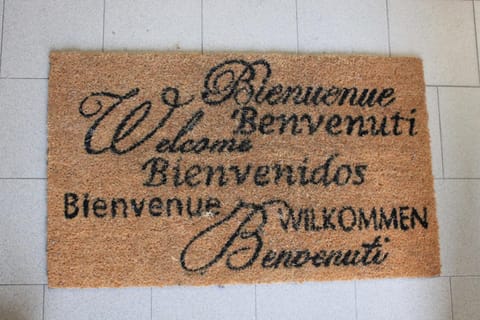 Bienvenue
Benvenuti
Welcome
Bienvenidos
Bienvenue
WILKOMMEN
Benvenuti